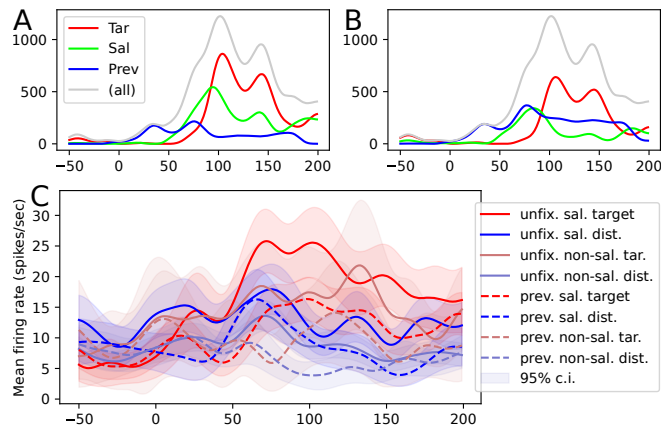 A
Tar
Sal
Prev
(all)
1000
500
0
−50
0
50
100
150
200
B
1000
500
0
−50
0
50
100
150
200
C
Mean firing rate (spikes/sec)
30
25
20
15
10
5
0
−50
0
50
100
150
200
unfix. sal. target
unfix. sal. dist.
unfix. non-sal. tar.
unfix. non-sal. dist.
prev. sal. target
prev. sal. dist.
prev. non-sal. tar.
prev. non-sal. dist.
95% c.i.